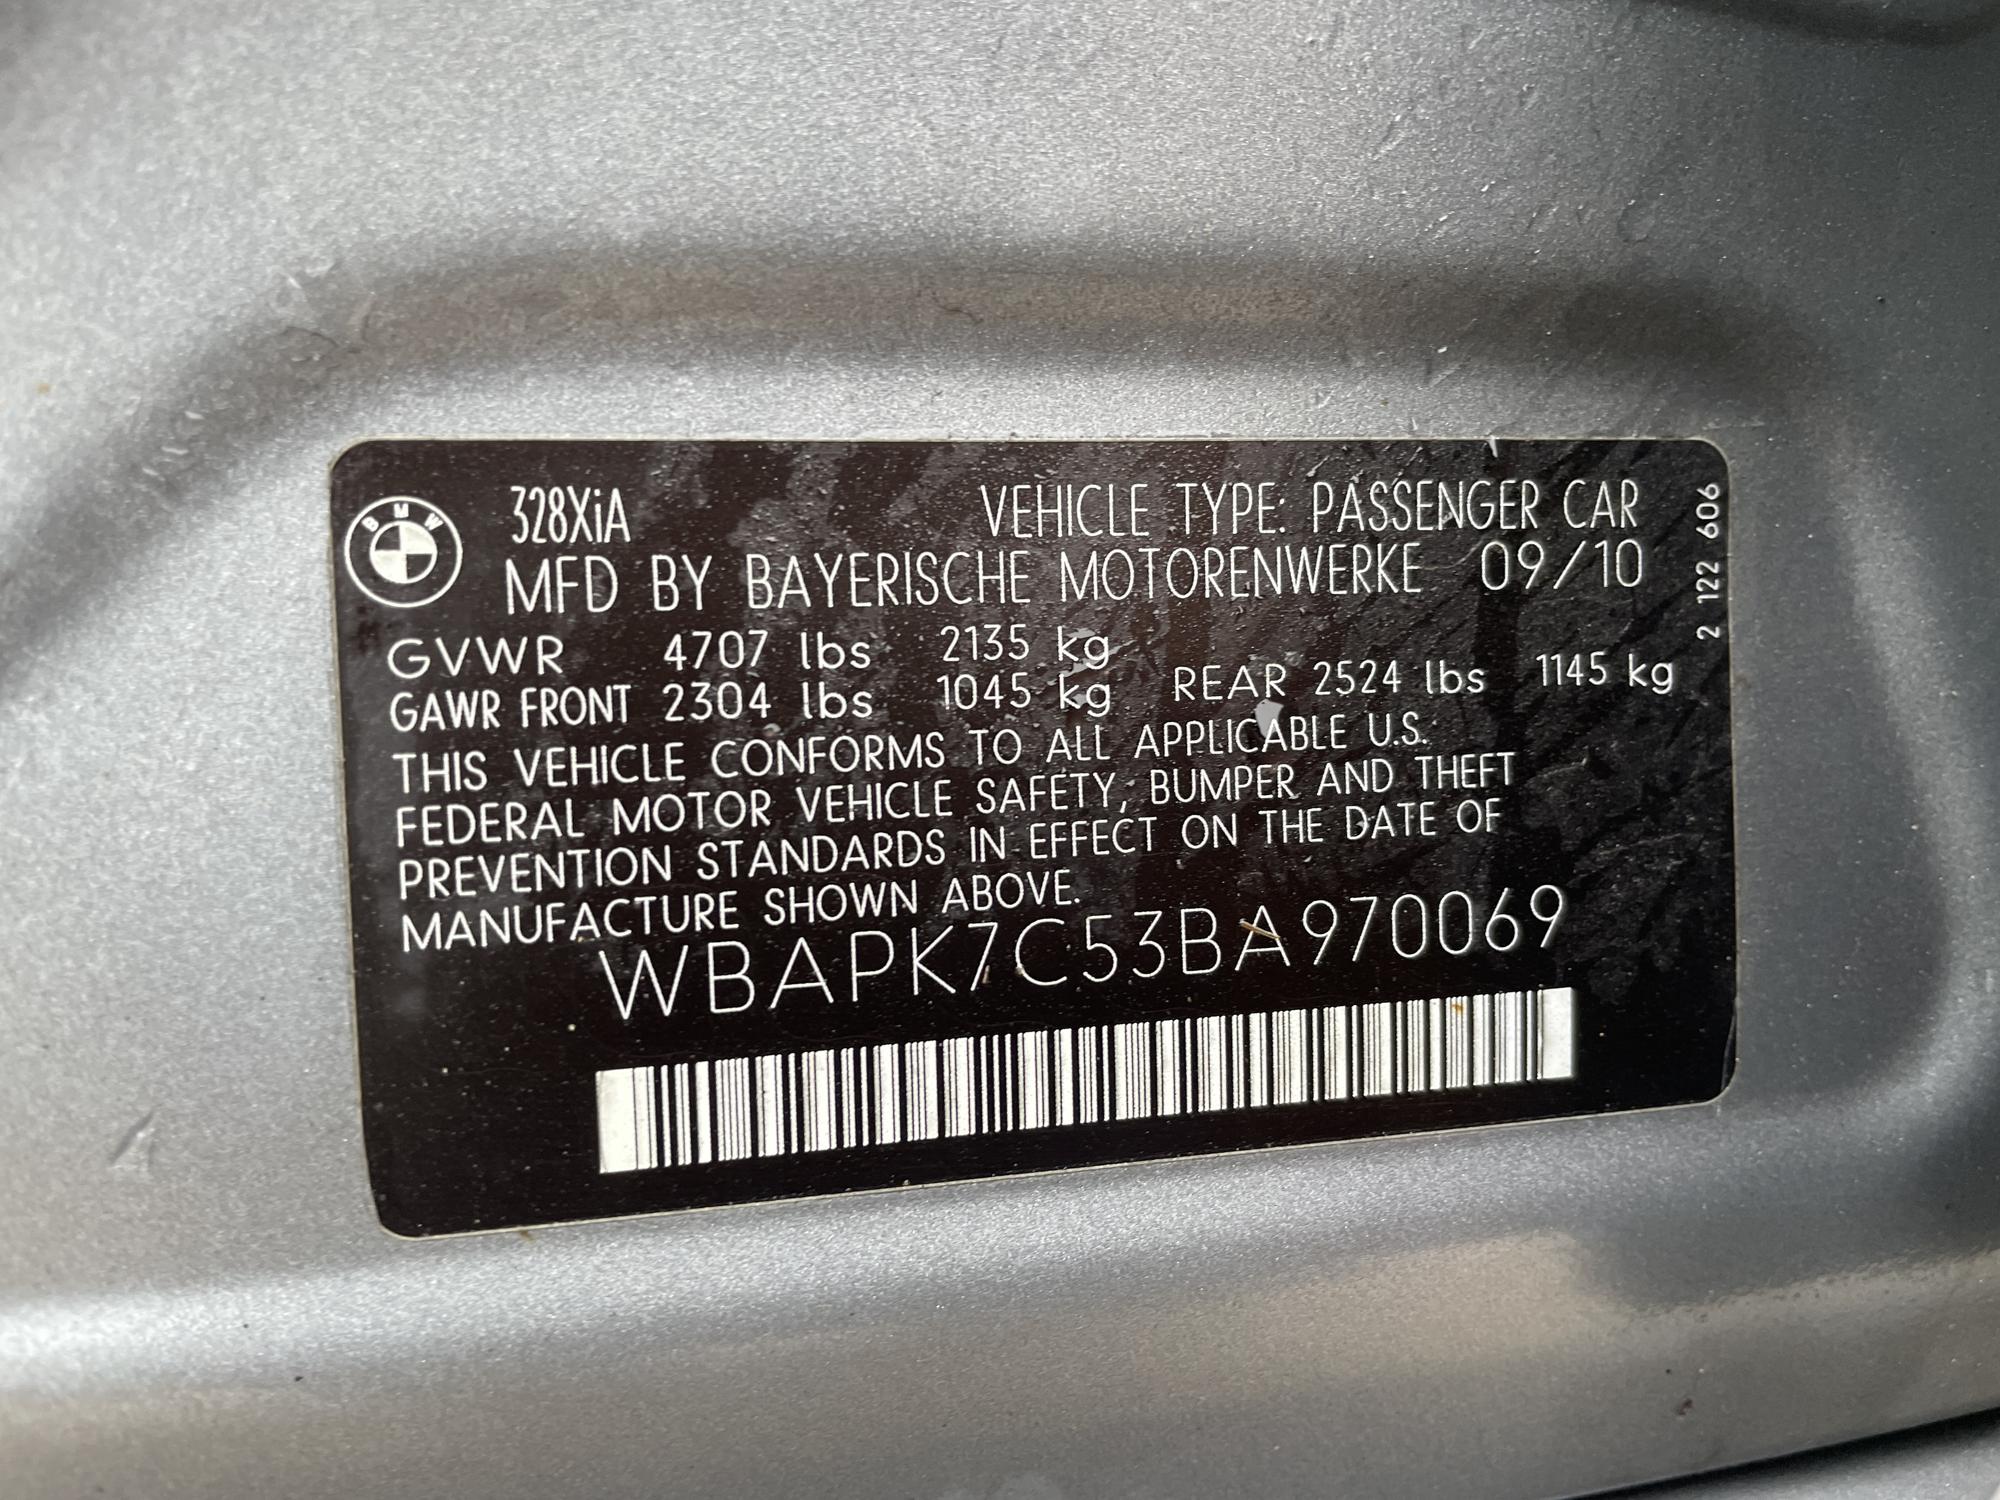 BMW
328XiA VEHICLE TYPE: PASSENGER CAR
MFD BY BAYERISCHE MOTORENWERKE 09/10
GVWR 4707 lbs 2135 kg
GAWR FRONT 2304 lbs 1045 kg REAR 2524 lbs 1145 kg
THIS VEHICLE CONFORMS TO ALL APPLICABLE U.S.
FEDERAL MOTOR VEHICLE SAFETY, BUMPER AND THEFT
PREVENTION STANDARDS IN EFFECT ON THE DATE OF
MANUFACTURE SHOWN ABOVE.
WBAPK7C53BA970069
2 122 606